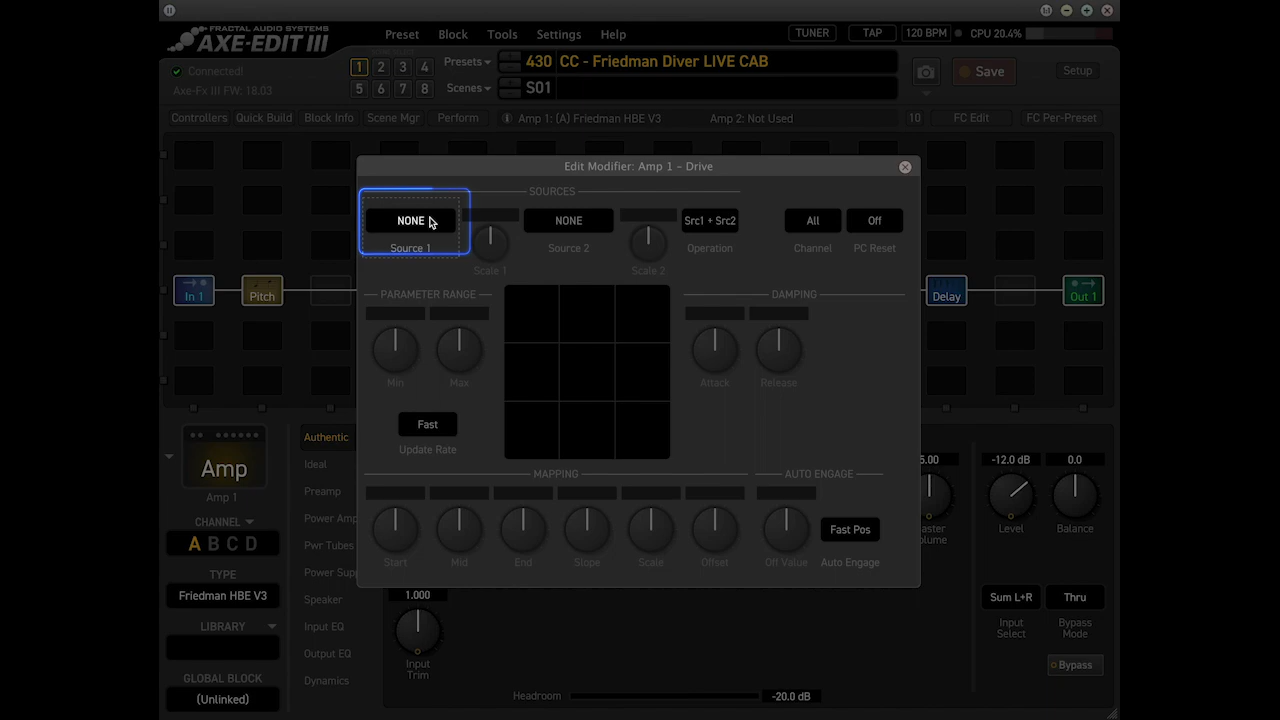 FRACTAL AUDIO SYSTEMS
AXE-EDIT III
Preset Block Tools Settings Help
TUNER TAP 120 BPM CPU 20.4%
Connected!
Axe-Fx III FW: 18.03
1 2 3 4
5 6 7 8
Presets 430 CC - Friedman Diver LIVE CAB
Scenes S01
Save Setup
Controllers Quick Build Block Info Scene Mgr Perform
Amp 1: (A) Friedman HBE V3 Amp 2: Not Used
10 FC Edit FC Per-Preset
Edit Modifier: Amp 1 – Drive
SOURCES
NONE NONE Src1 + Src2 All Off
Source 1 Scale 1 Source 2 Scale 2 Operation Channel PC Reset
In 1 Pitch Delay Out 1
PARAMETER RANGE DAMPING
Min Max Attack Release
Fast
Update Rate
MAPPING AUTO ENGAGE
Start Mid End Slope Scale Offset Off Value
Fast Pos
Auto Engage
Amp
Amp 1
CHANNEL
A B C D
TYPE
Friedman HBE V3
LIBRARY
GLOBAL BLOCK
(Unlinked)
Authentic
Ideal
Preamp
Power Amp
Pwr Tubes
Power Sup
Speaker
Input EQ
Output EQ
Dynamics
1.000
Input
Trim
5.00 -12.0 dB 0.0
Level Balance
Volume
Sum L+R Thru
Input
Select
Bypass
Mode
Bypass
Headroom -20.0 dB